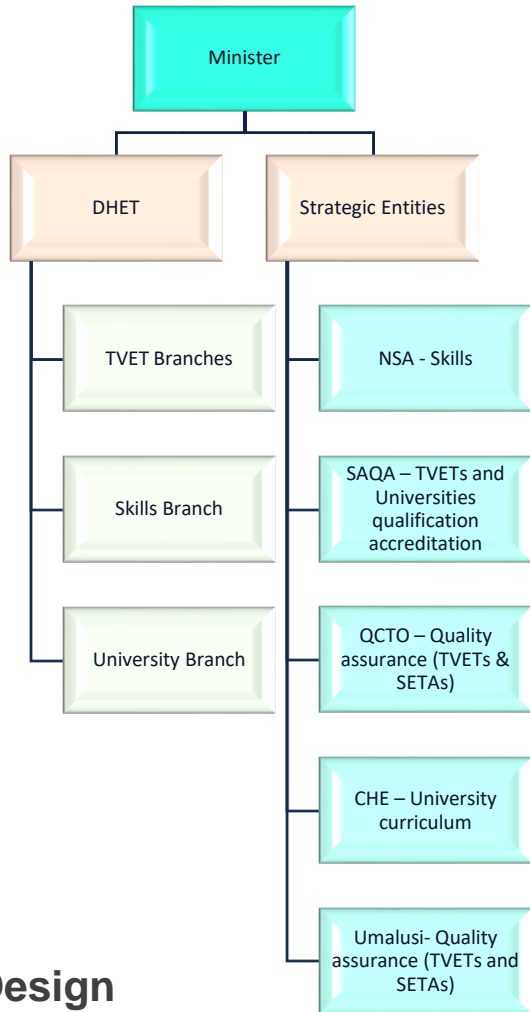 Minister
DHET
Strategic Entities
TVET Branches
NSA - Skills
Skills Branch
SAQA – TVETs and
Universities
qualification
accreditation
University Branch
QCTO – Quality
assurance (TVETs &
SETAs)
CHE – University
curriculum
Umalusi- Quality
assurance (TVETs and
SETAs)
Design